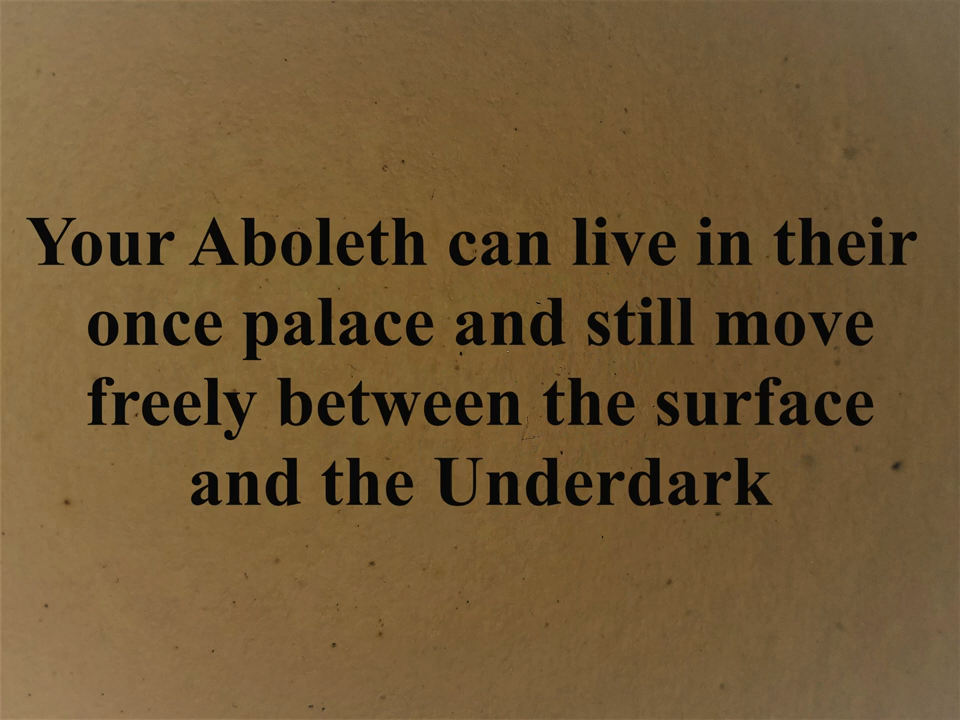 Your Aboleth can live in their
once palace and still move
freely between the surface
and the Underdark